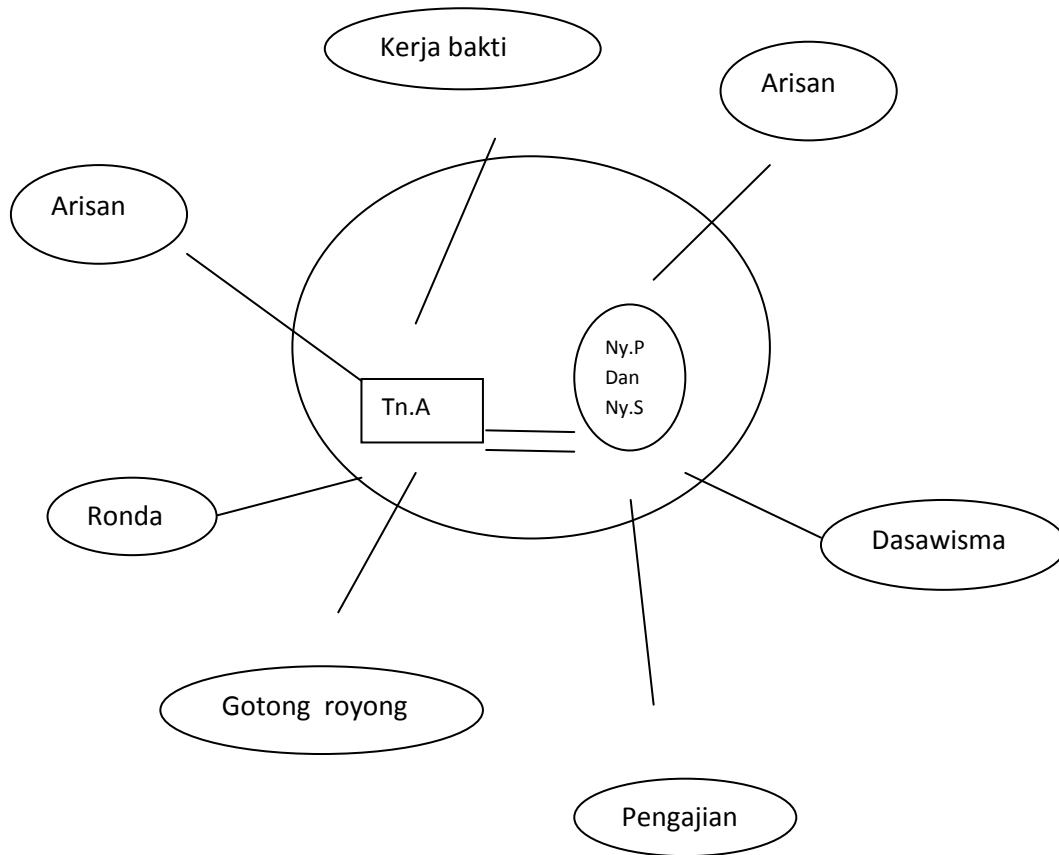 Kerja bakti
Arisan
Arisan
Ny.P
Dan
Ny.S
Tn.A
Ronda
Dasawisma
Gotong royong
Pengajian